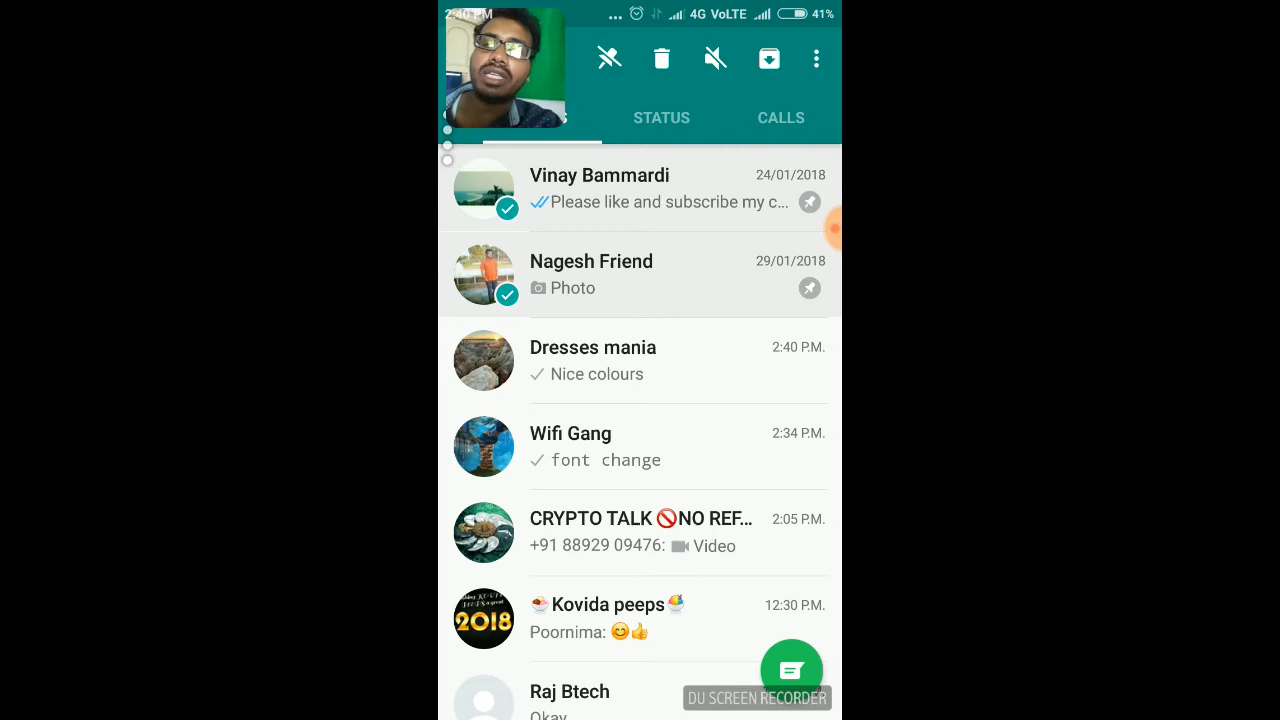 2:40 PM
... 4G VoLTE 41%
STATUS CALLS
Vinay Bammardi 24/01/2018
Please like and subscribe my c...
Nagesh Friend 29/01/2018
Photo
Dresses mania 2:40 P.M.
Nice colours
Wifi Gang 2:34 P.M.
font change
CRYPTO TALK 🚫NO REF... 2:05 P.M.
+91 88929 09476: Video
🍨Kovida peeps🍧 12:30 P.M.
2018
Poornima: 😊👍
Raj Btech
Okay
DU SCREEN RECORDER